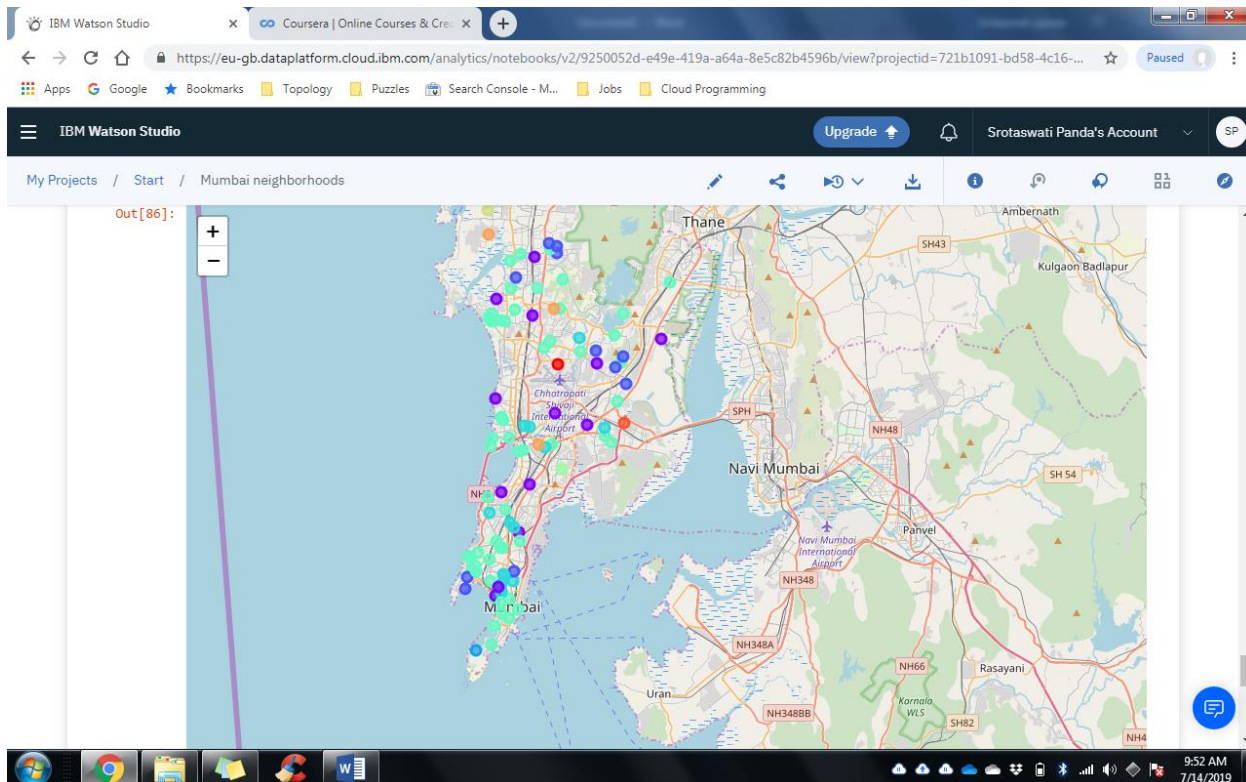 IBM Watson Studio
Coursera | Online Courses & Cre
https://eu-gb.dataplatform.cloud.ibm.com/analytics/notebooks/v2/9250052d-e49e-419a-a64a-8e5c82b4596b/view?projectid=721b1091-bd58-4c16-...
Paused
Apps Google Bookmarks Topology Puzzles Search Console - M... Jobs Cloud Programming
IBM Watson Studio Upgrade Srotaswati Panda's Account SP
My Projects / Start / Mumbai neighborhoods
Out[86]:
+
−
Thane
Ambernath
SH43
Kulgaon Badlapur
Chhatrapati
Shivaji
International
Airport
SPH
NH48
Navi Mumbai
SH 54
Panvel
Navi Mumbai
International
Airport
NH348
Mumbai
NH348A
NH66
Rasayani
Uran
Karnala
WLS
NH348BB
SH82
NH4
9:52 AM
7/14/2019